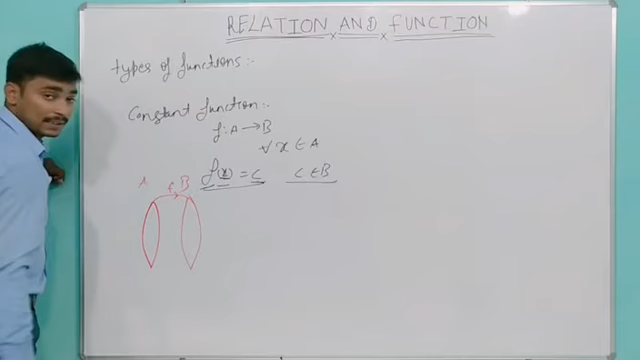 RELATION AND FUNCTION
types of functions :-
Constant function :-
f: A → B
∀ x ∈ A
f(x) = c   c ∈ B
A f B